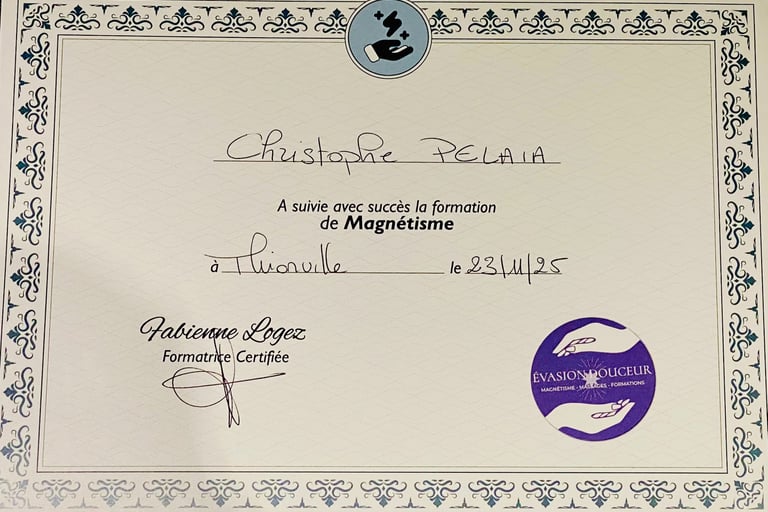 Christophe PELAIA
A suivie avec succès la formation
de Magnétisme
à Thionville le 23/11/25
Fabienne Logez
Formatrice Certifiée
ÉVASION DOUCEUR
MAGNÉTISME - MASSAGES - FORMATIONS